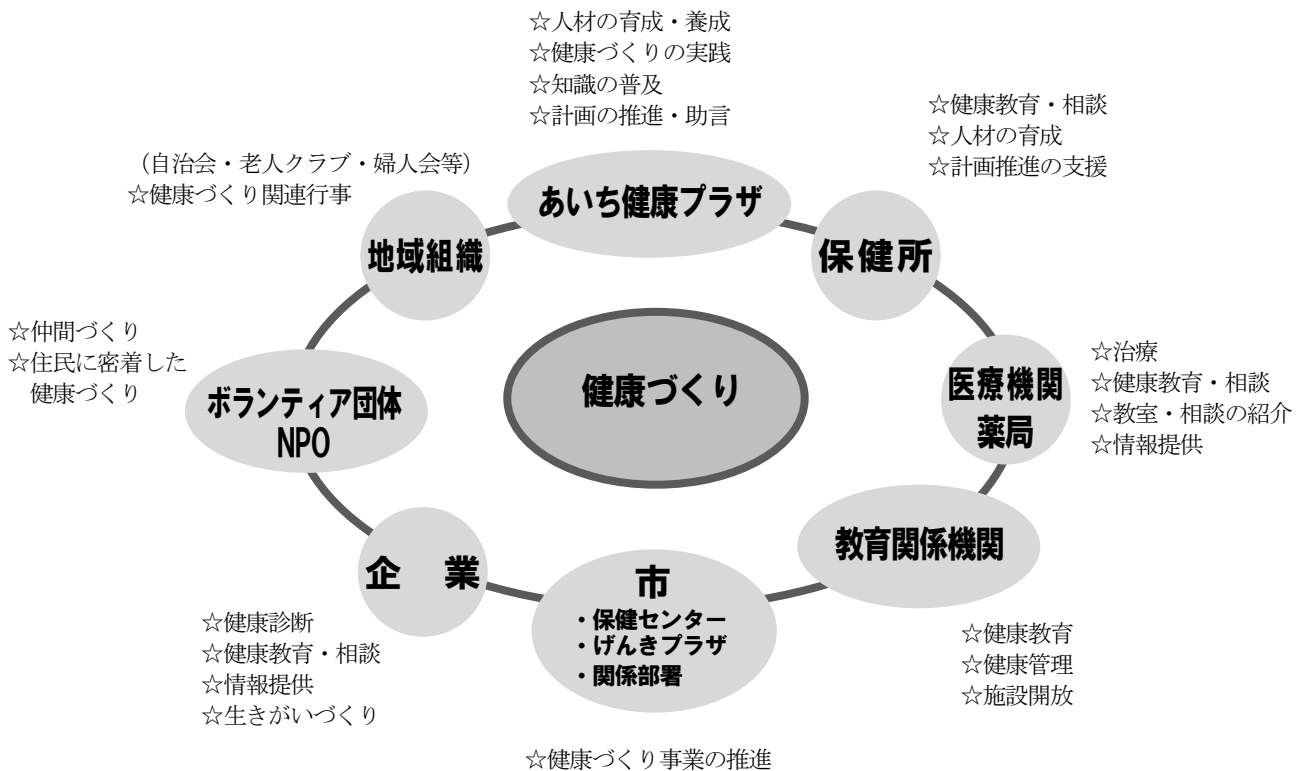 ☆人材の育成・養成
☆健康づくりの実践
☆知識の普及
☆計画の推進・助言
あいち健康プラザ
☆健康教育・相談
☆人材の育成
☆計画推進の支援
保健所
☆治療
☆健康教育・相談
☆教室・相談の紹介
☆情報提供
医療機関
薬局
教育関係機関
☆健康教育
☆健康管理
☆施設開放
市
・保健センター
・げんきプラザ
・関係部署
☆健康づくり事業の推進
企　業
☆健康診断
☆健康教育・相談
☆情報提供
☆生きがいづくり
☆仲間づくり
☆住民に密着した
健康づくり
ボランティア団体
NPO
（自治会・老人クラブ・婦人会等）
☆健康づくり関連行事
地域組織
健康づくり